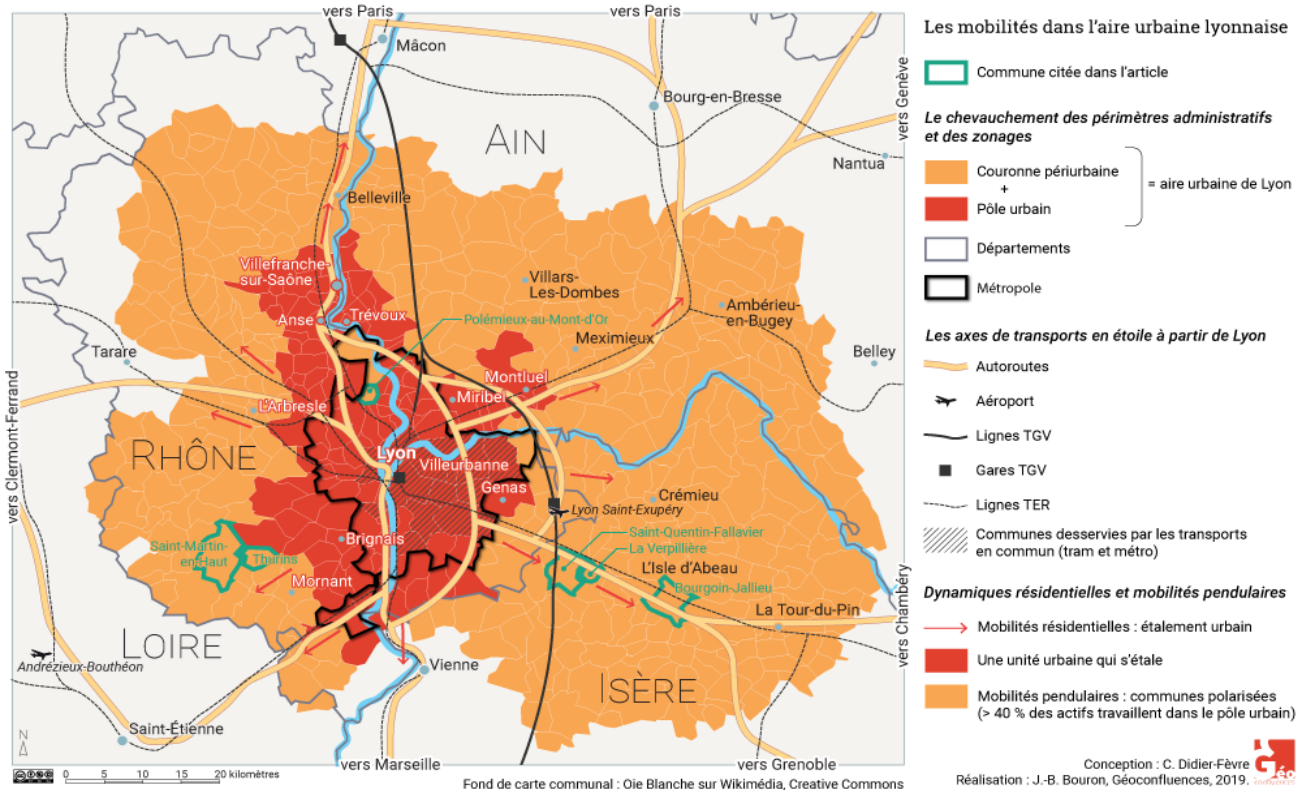 vers Paris
vers Paris
Mâcon
Bourg-en-Bresse
vers Genève
AIN
Nantua
Belleville
Villefranche-
sur-Saône
Villars-
Les-Dombes
Ambérieu-
en-Bugey
Anse
Trévoux
Polémieux-au-Mont-d'Or
Meximieux
Tarare
Belley
Montluel
Miribel
L'Arbresle
vers Clermont-Ferrand
RHÔNE
Lyon
Villeurbanne
Genas
Crémieu
Lyon Saint-Exupéry
Saint-Quentin-Fallavier
La Verpillière
Brignais
Saint-Martin-
en-Haut
Thurins
L'Isle d'Abeau
Bourgoin-Jallieu
Mornant
La Tour-du-Pin
vers Chambéry
LOIRE
Andrézieux-Bouthéon
Vienne
ISÈRE
Saint-Étienne
N
vers Marseille
vers Grenoble
0 5 10 15 20 kilomètres
Fond de carte communal : Oie Blanche sur Wikimédia, Creative Commons
Les mobilités dans l'aire urbaine lyonnaise
Commune citée dans l'article
Le chevauchement des périmètres administratifs
et des zonages
Couronne périurbaine
+
= aire urbaine de Lyon
Pôle urbain
Départements
Métropole
Les axes de transports en étoile à partir de Lyon
Autoroutes
Aéroport
Lignes TGV
Gares TGV
Lignes TER
Communes desservies par les transports
en commun (tram et métro)
Dynamiques résidentielles et mobilités pendulaires
Mobilités résidentielles : étalement urbain
Une unité urbaine qui s'étale
Mobilités pendulaires : communes polarisées
(> 40 % des actifs travaillent dans le pôle urbain)
Conception : C. Didier-Fèvre
Réalisation : J.-B. Bouron, Géoconfluences, 2019.
Géo